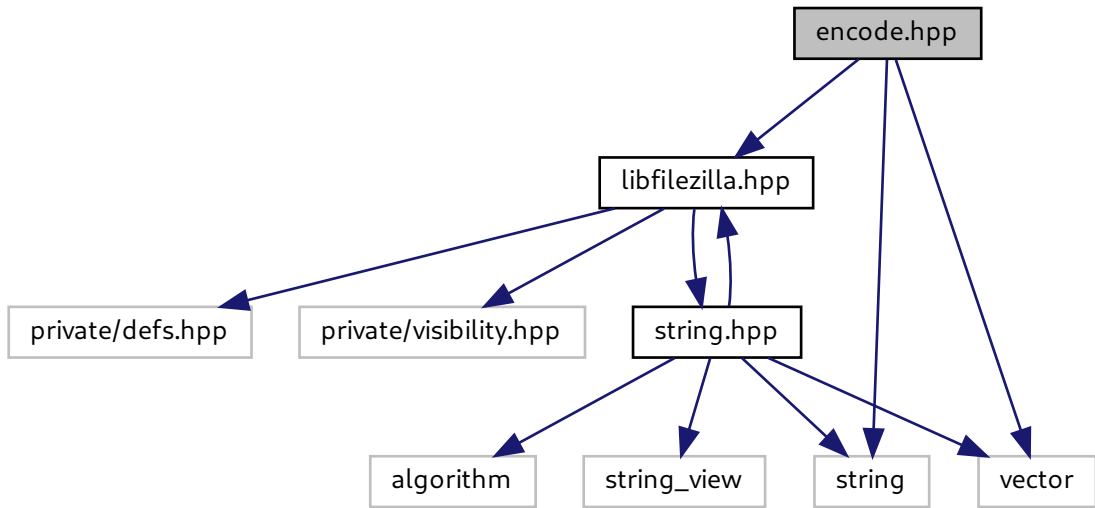 encode.hpp
libfilezilla.hpp
private/defs.hpp
private/visibility.hpp
string.hpp
algorithm
string_view
string
vector